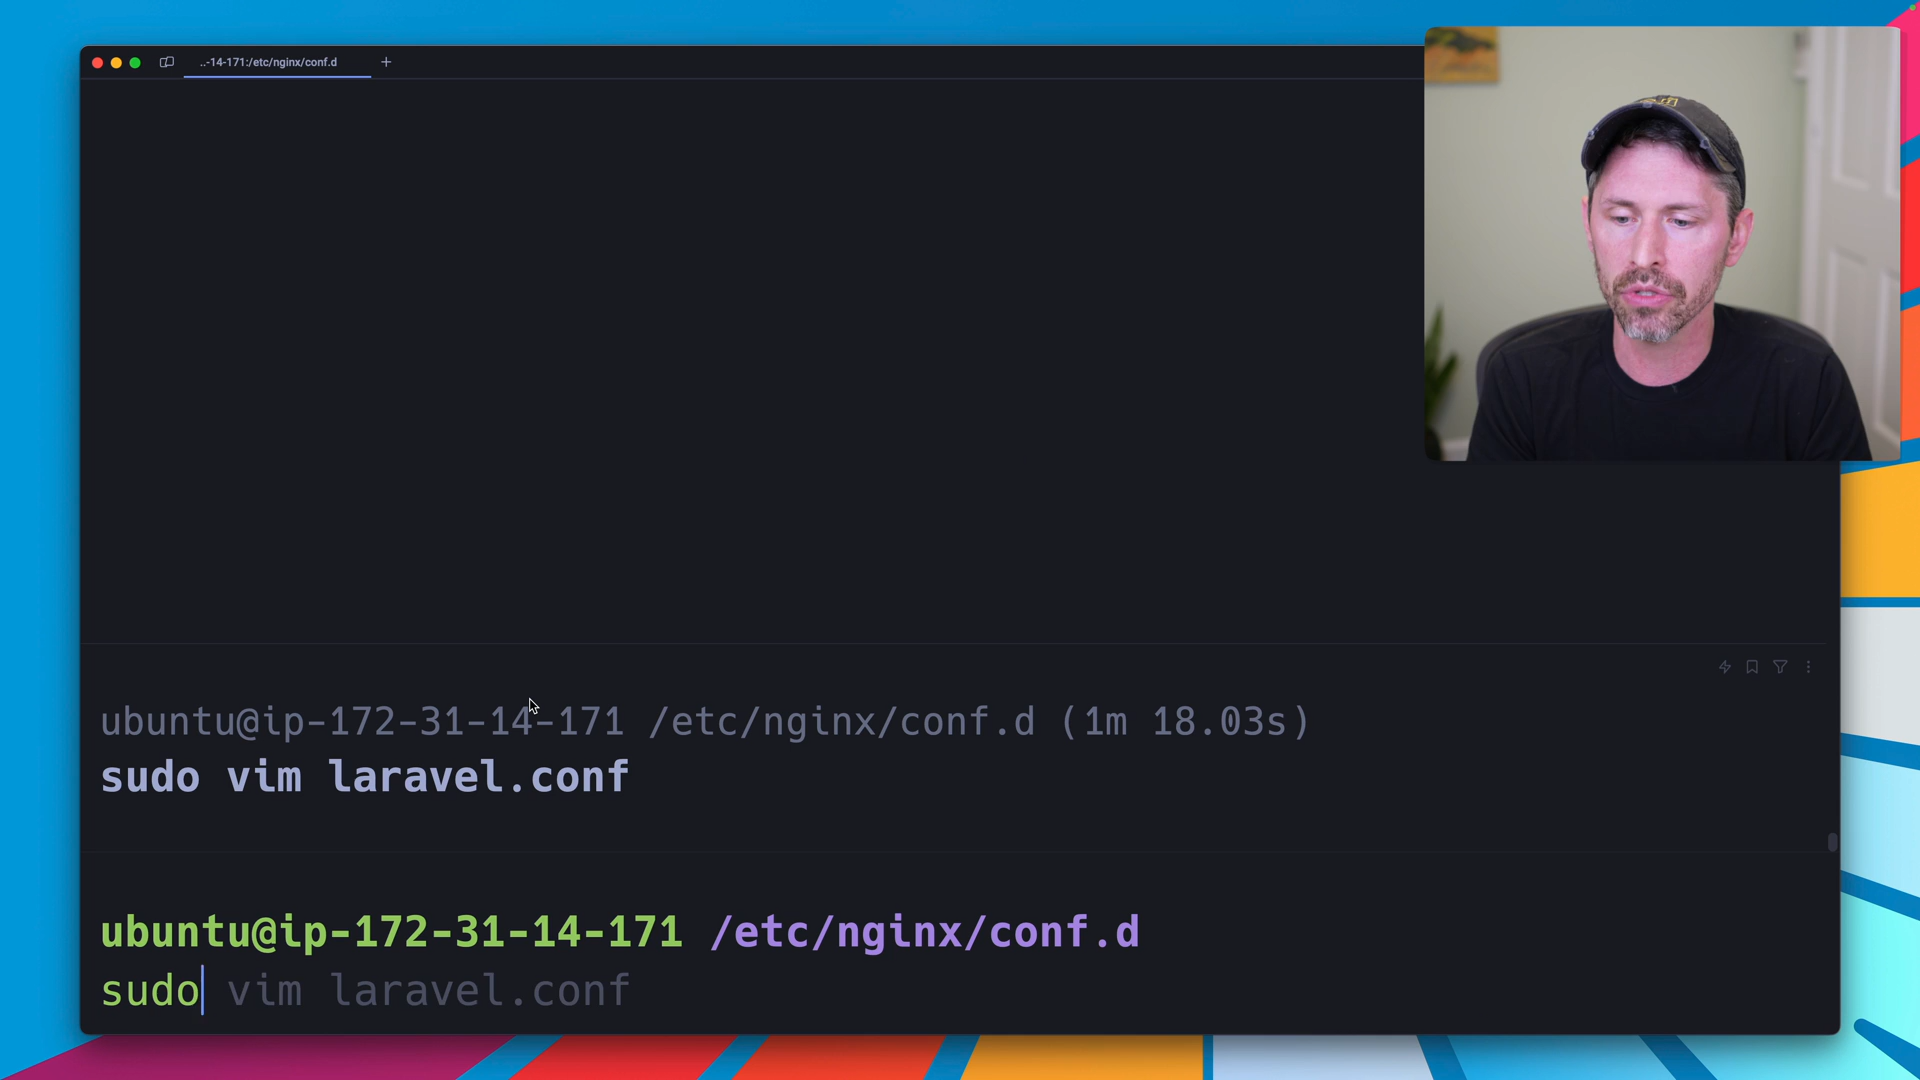 ..-14-171:/etc/nginx/conf.d
ubuntu@ip-172-31-14-171 /etc/nginx/conf.d (1m 18.03s)
sudo vim laravel.conf
ubuntu@ip-172-31-14-171 /etc/nginx/conf.d
sudo vim laravel.conf